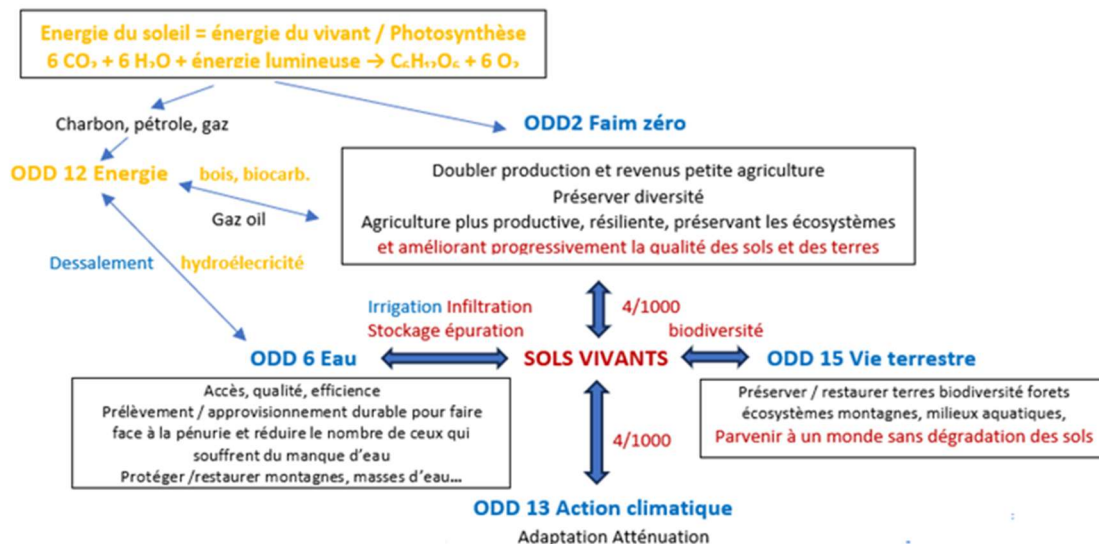 Energie du soleil = énergie du vivant / Photosynthèse
6 CO₂ + 6 H₂O + énergie lumineuse → C₆H₁₂O₆ + 6 O₂
Charbon, pétrole, gaz
ODD2 Faim zéro
ODD 12 Energie
bois, biocarb.
Gaz oil
Doubler production et revenus petite agriculture
Préserver diversité
Agriculture plus productive, résiliente, préservant les écosystèmes
et améliorant progressivement la qualité des sols et des terres
Dessalement
hydroélecricité
Irrigation Infiltration
Stockage épuration
4/1000
biodiversité
ODD 6 Eau
SOLS VIVANTS
ODD 15 Vie terrestre
Accès, qualité, efficience
Prélèvement / approvisionnement durable pour faire
face à la pénurie et réduire le nombre de ceux qui
souffrent du manque d'eau
Protéger /restaurer montagnes, masses d'eau…
4/1000
Préserver / restaurer terres biodiversité forets
écosystèmes montagnes, milieux aquatiques,
Parvenir à un monde sans dégradation des sols
ODD 13 Action climatique
Adaptation Atténuation